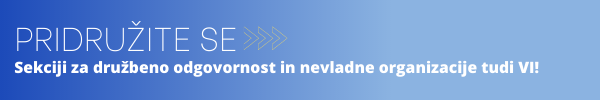 PRIDRUŽITE SE
Sekciji za družbeno odgovornost in nevladne organizacije tudi VI!